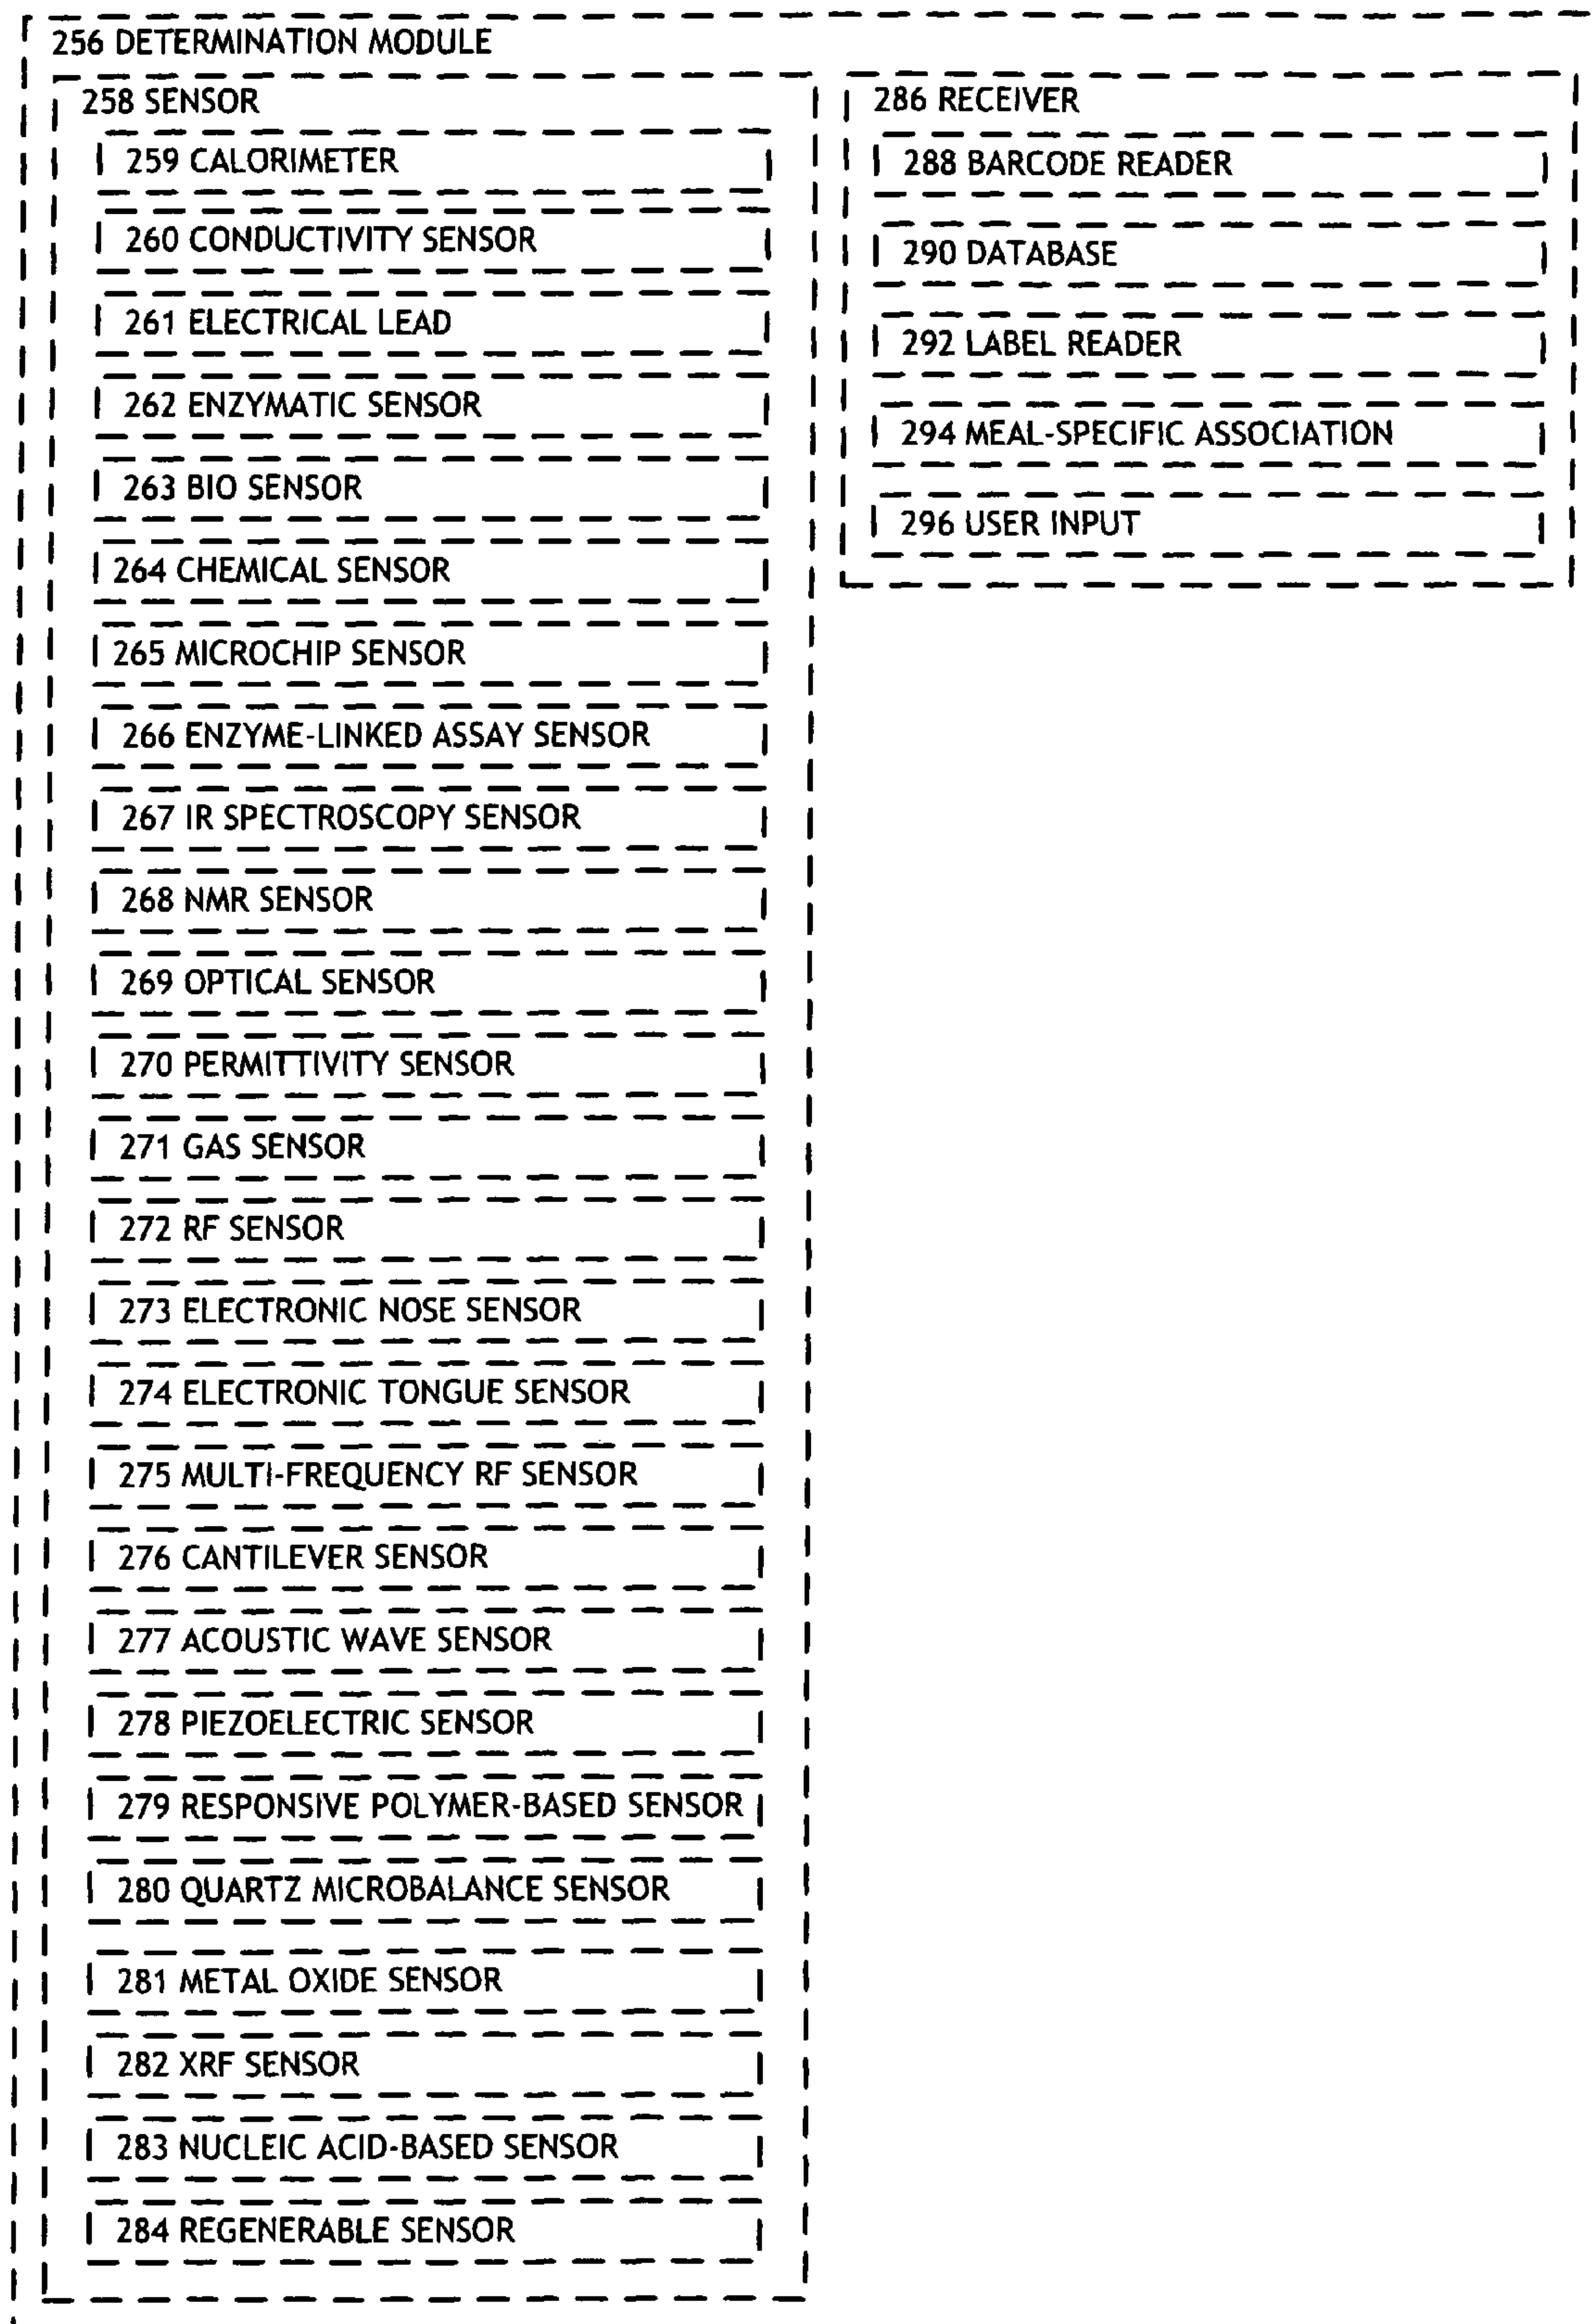 256 DETERMINATION MODULE
258 SENSOR
259 CALORIMETER
260 CONDUCTIVITY SENSOR
261 ELECTRICAL LEAD
262 ENZYMATIC SENSOR
263 BIO SENSOR
264 CHEMICAL SENSOR
265 MICROCHIP SENSOR
266 ENZYME-LINKED ASSAY SENSOR
267 IR SPECTROSCOPY SENSOR
268 NMR SENSOR
269 OPTICAL SENSOR
270 PERMITTIVITY SENSOR
271 GAS SENSOR
272 RF SENSOR
273 ELECTRONIC NOSE SENSOR
274 ELECTRONIC TONGUE SENSOR
275 MULTI-FREQUENCY RF SENSOR
276 CANTILEVER SENSOR
277 ACOUSTIC WAVE SENSOR
278 PIEZOELECTRIC SENSOR
279 RESPONSIVE POLYMER-BASED SENSOR
280 QUARTZ MICROBALANCE SENSOR
281 METAL OXIDE SENSOR
282 XRF SENSOR
283 NUCLEIC ACID-BASED SENSOR
284 REGENERABLE SENSOR
286 RECEIVER
288 BARCODE READER
290 DATABASE
292 LABEL READER
294 MEAL-SPECIFIC ASSOCIATION
296 USER INPUT